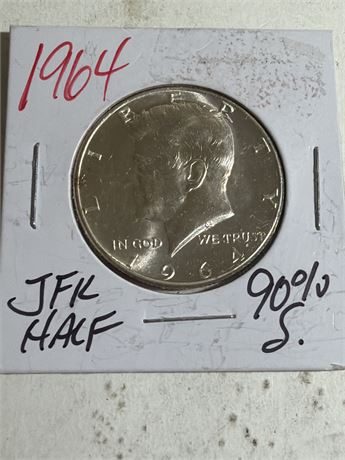 1964
LIBERTY
IN GOD WE TRUST
1964
JFK
HALF
90%
S.